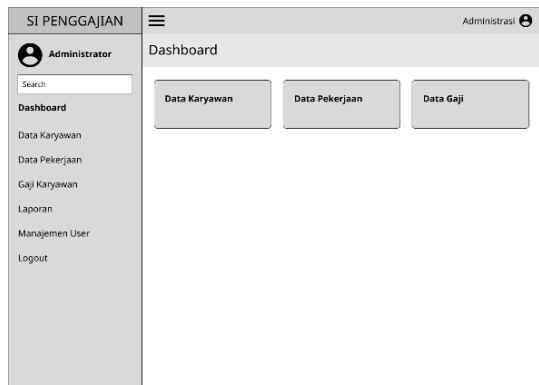 SI PENGGAJIAN
Administrasi
Administrator
Search
Dashboard
Data Karyawan
Data Pekerjaan
Gaji Karyawan
Laporan
Manajemen User
Logout
Dashboard
Data Karyawan
Data Pekerjaan
Data Gaji